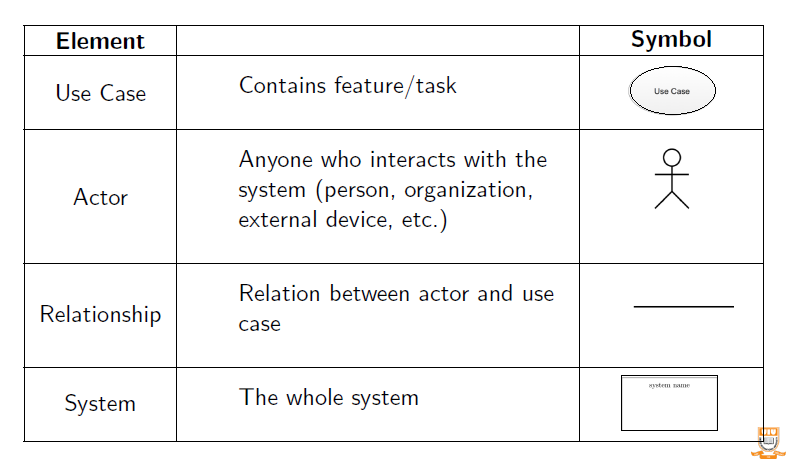 Element
Symbol
Use Case
Contains feature/task
Use Case
Actor
Anyone who interacts with the
system (person, organization,
external device, etc.)
Relationship
Relation between actor and use
case
System
The whole system
system name